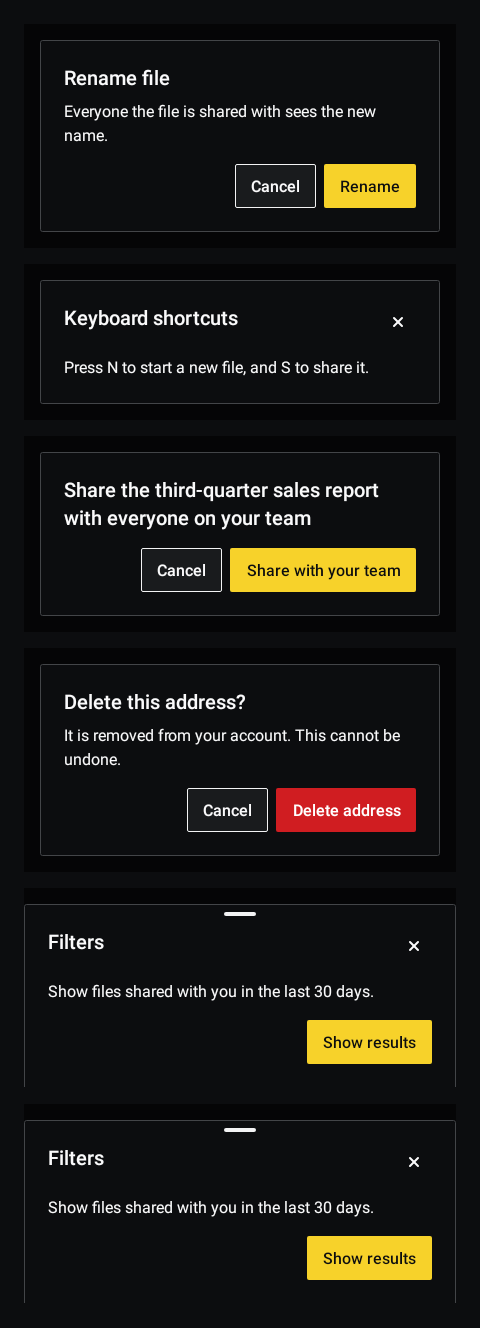 Rename file
Everyone the file is shared with sees the new
name.
Cancel
Rename
Keyboard shortcuts
Press N to start a new file, and S to share it.
Share the third-quarter sales report
with everyone on your team
Cancel
Share with your team
Delete this address?
It is removed from your account. This cannot be
undone.
Cancel
Delete address
Filters
Show files shared with you in the last 30 days.
Show results
Filters
Show files shared with you in the last 30 days.
Show results